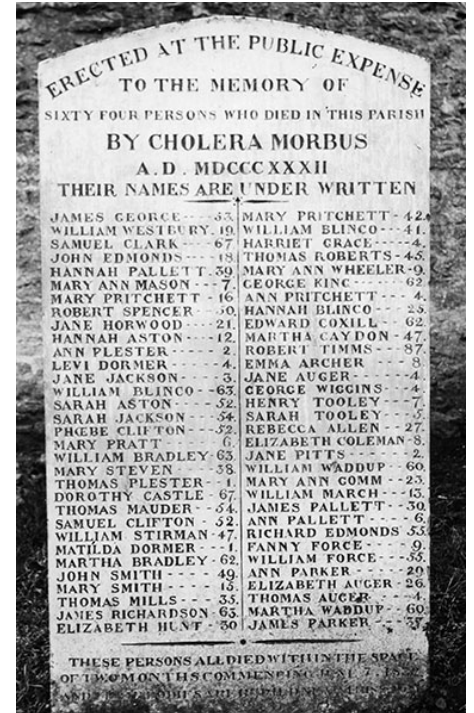 ERECTED AT THE PUBLIC EXPENSE
TO THE MEMORY OF
SIXTY FOUR PERSONS WHO DIED IN THIS PARISH
BY CHOLERA MORBUS
A.D. MDCCCXXXII
THEIR NAMES ARE UNDER WRITTEN
JAMES GEORGE ---- 53.
WILLIAM WESTBURY. 19.
SAMUEL CLARK --- 67
JOHN EDMONDS --- 18
HANNAH PALLETT. 39.
MARY ANN MASON --- 7.
MARY PRITCHETT - 16
ROBERT SPENCER
JANE HORWOOD --- 21.
HANNAH ASTON --- 12.
ANN PLESTER ---- 2.
LEVI DORMER ---- 4.
JANE JACKSON --- 3.
WILLIAM BLINCO -- 63.
SARAH ASTON ---- 52.
SARAH JACKSON -- 54.
PHŒBE CLIFTON -- 52.
MARY PRATT ---- 6.
WILLIAM BRADLEY 63.
MARY STEVEN --- 38.
THOMAS PLESTER -- 1.
DOROTHY CASTLE - 67.
THOMAS MAUDER - 54.
SAMUEL CLIFTON - 52.
WILLIAM STIRMAN - 47.
MATILDA DORMER --- 1.
MARTHA BRADLEY - 62.
JOHN SMITH ---- 49.
MARY SMITH ---- 15.
THOMAS MILLS --- 35.
JAMES RICHARDSON 63.
ELIZABETH HUNT - 30
MARY PRITCHETT -- 42.
WILLIAM BLINCO -- 41.
HARRIET GRACE ---- 4.
THOMAS ROBERTS - 45.
MARY ANN WHEELER - 9.
GEORGE KING ---- 62.
ANN PRITCHETT --- 4.
HANNAH BLINCO -- 25.
EDWARD COXILL -- 62.
MARTHA CAYDON - 47.
ROBERT TIMMS --- 87.
EMMA ARCHER --- 8.
JANE AUGER ---- 4.
GEORGE WIGGINS -- 4.
HENRY TOOLEY --- 7.
SARAH TOOLEY --- 5.
REBECCA ALLEN -- 27.
ELIZABETH COLEMAN - 8.
JANE PITTS ---- 2.
WILLIAM WADDUP -- 60.
MARY ANN GOMM -- 23.
WILLIAM MARCH -- 13.
JAMES PALLETT --- 30.
ANN PALLETT ---- 6.
RICHARD EDMONDS 55.
FANNY FORCE --- 9.
WILLIAM FORCE --- 55.
ANN PARKER ---- 29
ELIZABETH AUGER - 26.
THOMAS AUGER ---- 4.
MARTHA WADDUP -- 60.
JAMES PARKER
THESE PERSONS ALL DIED WITHIN THE SPACE
OF TWO MONTHS COMMENCING JUNE 7.